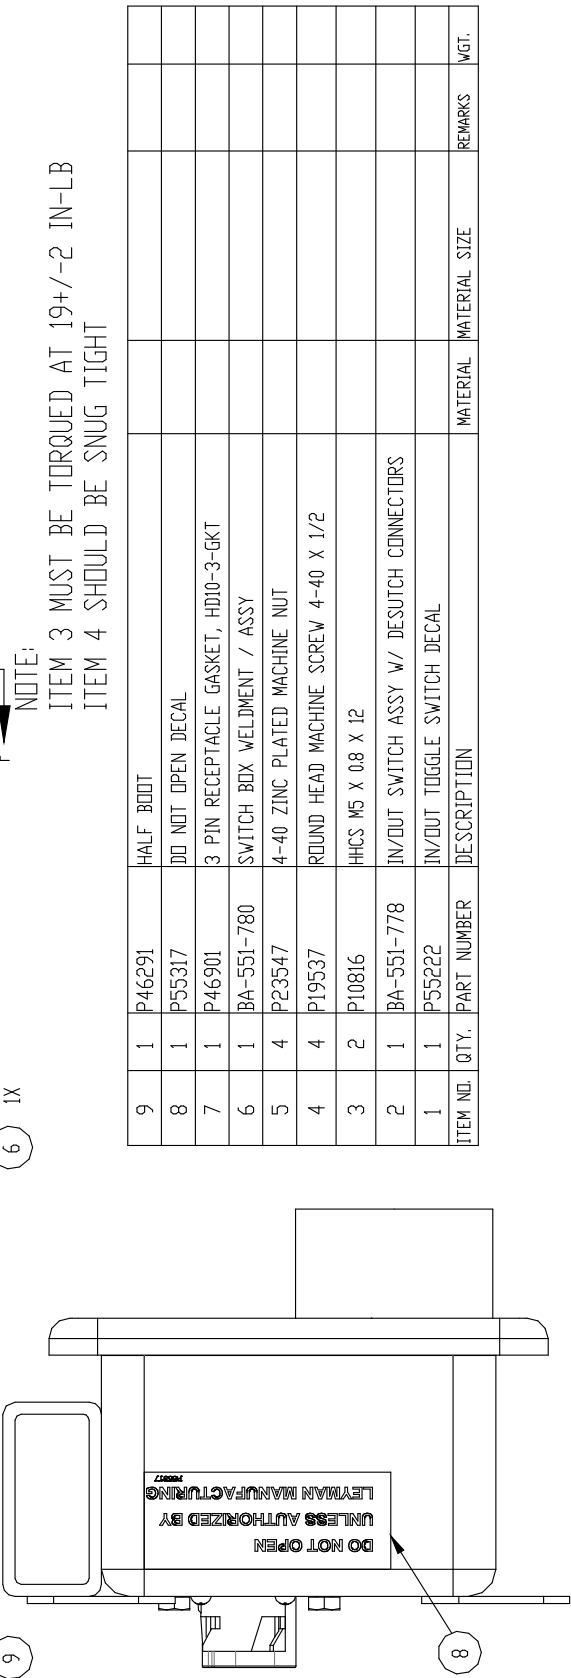 NOTE:
ITEM 3 MUST BE TORQUED AT 19+/-2 IN-LB
ITEM 4 SHOULD BE SNUG TIGHT
6 1X
9 1 P46291 HALF BOOT
8 1 P55317 DO NOT OPEN DECAL
7 1 P46901 3 PIN RECEPTACLE GASKET, HD10-3-GKT
6 1 BA-551-780 SWITCH BOX WELDMENT / ASSY
5 4 P23547 4-40 ZINC PLATED MACHINE NUT
4 4 P19537 ROUND HEAD MACHINE SCREW 4-40 X 1/2
3 2 P10816 HHCS M5 X 0.8 X 12
2 1 BA-551-778 IN/OUT SWITCH ASSY W/ DESUTCH CONNECTORS
1 1 P55222 IN/OUT TOGGLE SWITCH DECAL
ITEM NO. QTY. PART NUMBER DESCRIPTION MATERIAL MATERIAL SIZE REMARKS WGT.
9
DO NOT OPEN
UNLESS AUTHORIZED BY
LEYMAN MANUFACTURING
P55317
8